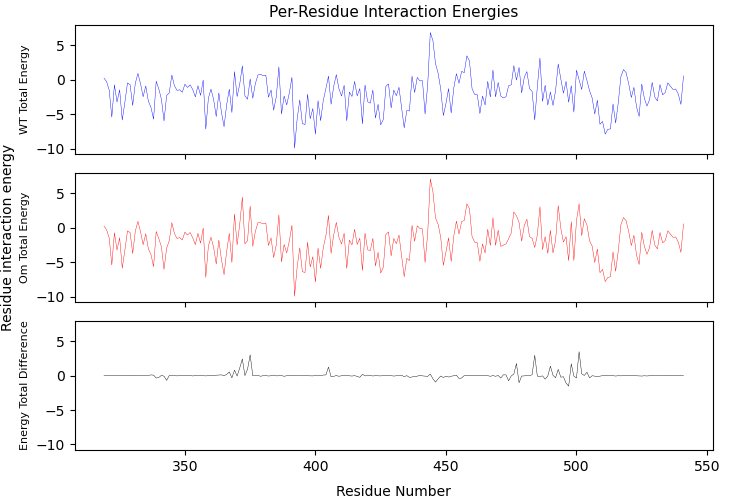 Per-Residue Interaction Energies
Residue interaction energy
WT Total Energy
5
0
−5
−10
Om Total Energy
5
0
−5
−10
Energy Total Difference
5
0
−5
−10
350
400
450
500
550
Residue Number